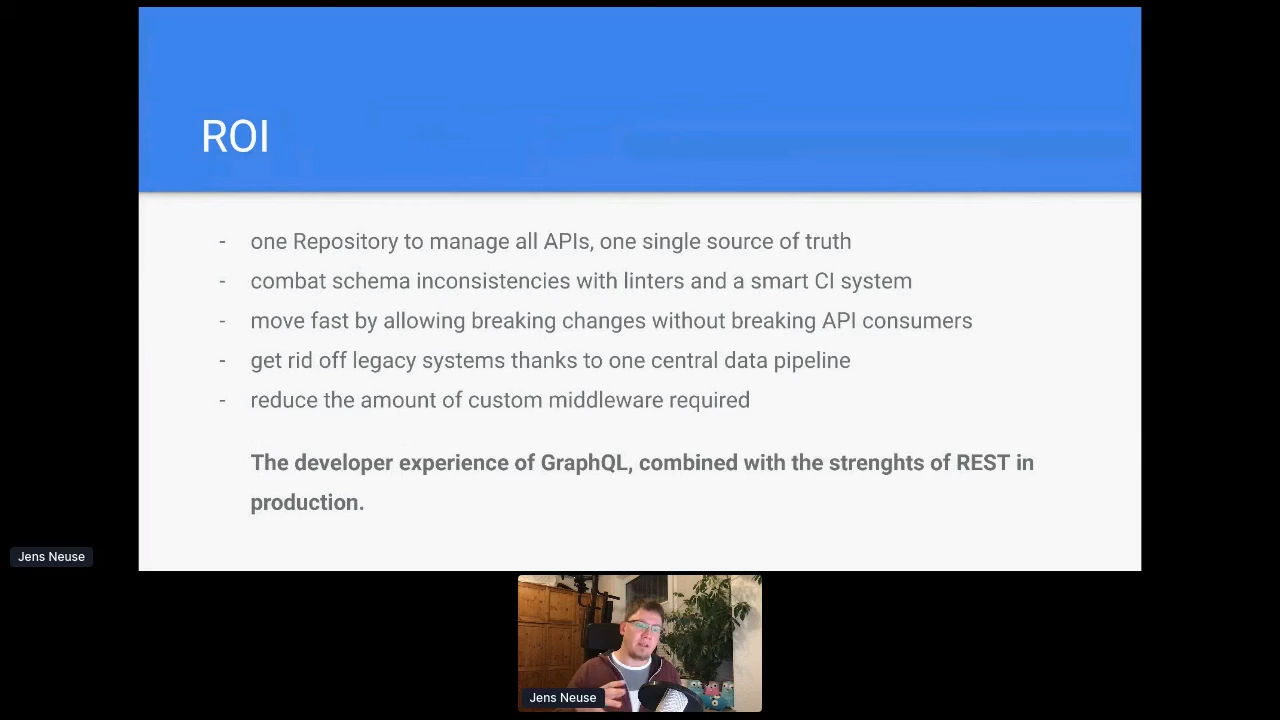 ROI
- one Repository to manage all APIs, one single source of truth
- combat schema inconsistencies with linters and a smart CI system
- move fast by allowing breaking changes without breaking API consumers
- get rid off legacy systems thanks to one central data pipeline
- reduce the amount of custom middleware required
The developer experience of GraphQL, combined with the strenghts of REST in
production.
Jens Neuse
Jens Neuse